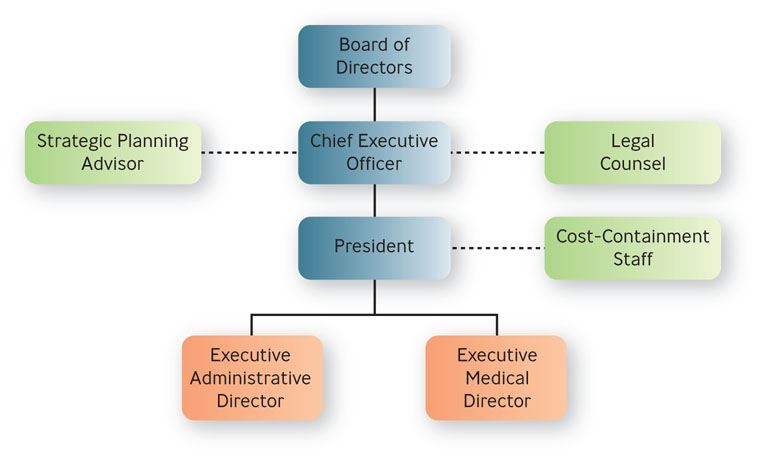 Board of
Directors
Strategic Planning
Advisor
Chief Executive
Officer
Legal
Counsel
President
Cost-Containment
Staff
Executive
Administrative
Director
Executive
Medical
Director